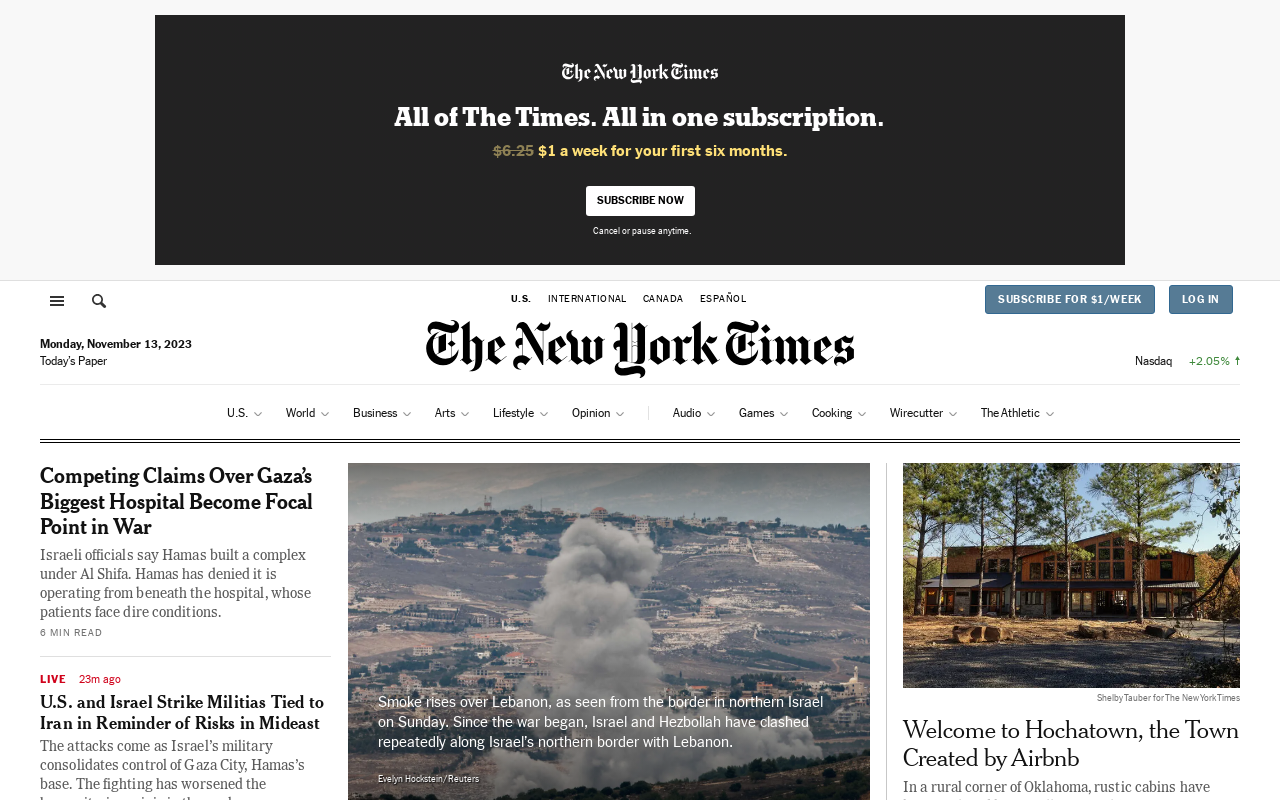 The New York Times
All of The Times. All in one subscription.
$6.25 $1 a week for your first six months.
SUBSCRIBE NOW
Cancel or pause anytime.
U.S. INTERNATIONAL CANADA ESPAÑOL
SUBSCRIBE FOR $1/WEEK LOG IN
The New York Times
Monday, November 13, 2023
Today's Paper
Nasdaq +2.05% ↑
U.S. World Business Arts Lifestyle Opinion Audio Games Cooking Wirecutter The Athletic
Competing Claims Over Gaza's
Biggest Hospital Become Focal
Point in War
Israeli officials say Hamas built a complex
under Al Shifa. Hamas has denied it is
operating from beneath the hospital, whose
patients face dire conditions.
6 MIN READ
LIVE 23m ago
U.S. and Israel Strike Militias Tied to
Iran in Reminder of Risks in Mideast
The attacks come as Israel's military
consolidates control of Gaza City, Hamas's
base. The fighting has worsened the
Smoke rises over Lebanon, as seen from the border in northern Israel
on Sunday. Since the war began, Israel and Hezbollah have clashed
repeatedly along Israel's northern border with Lebanon.
Evelyn Hockstein/Reuters
Shelby Tauber for The New York Times
Welcome to Hochatown, the Town
Created by Airbnb
In a rural corner of Oklahoma, rustic cabins have